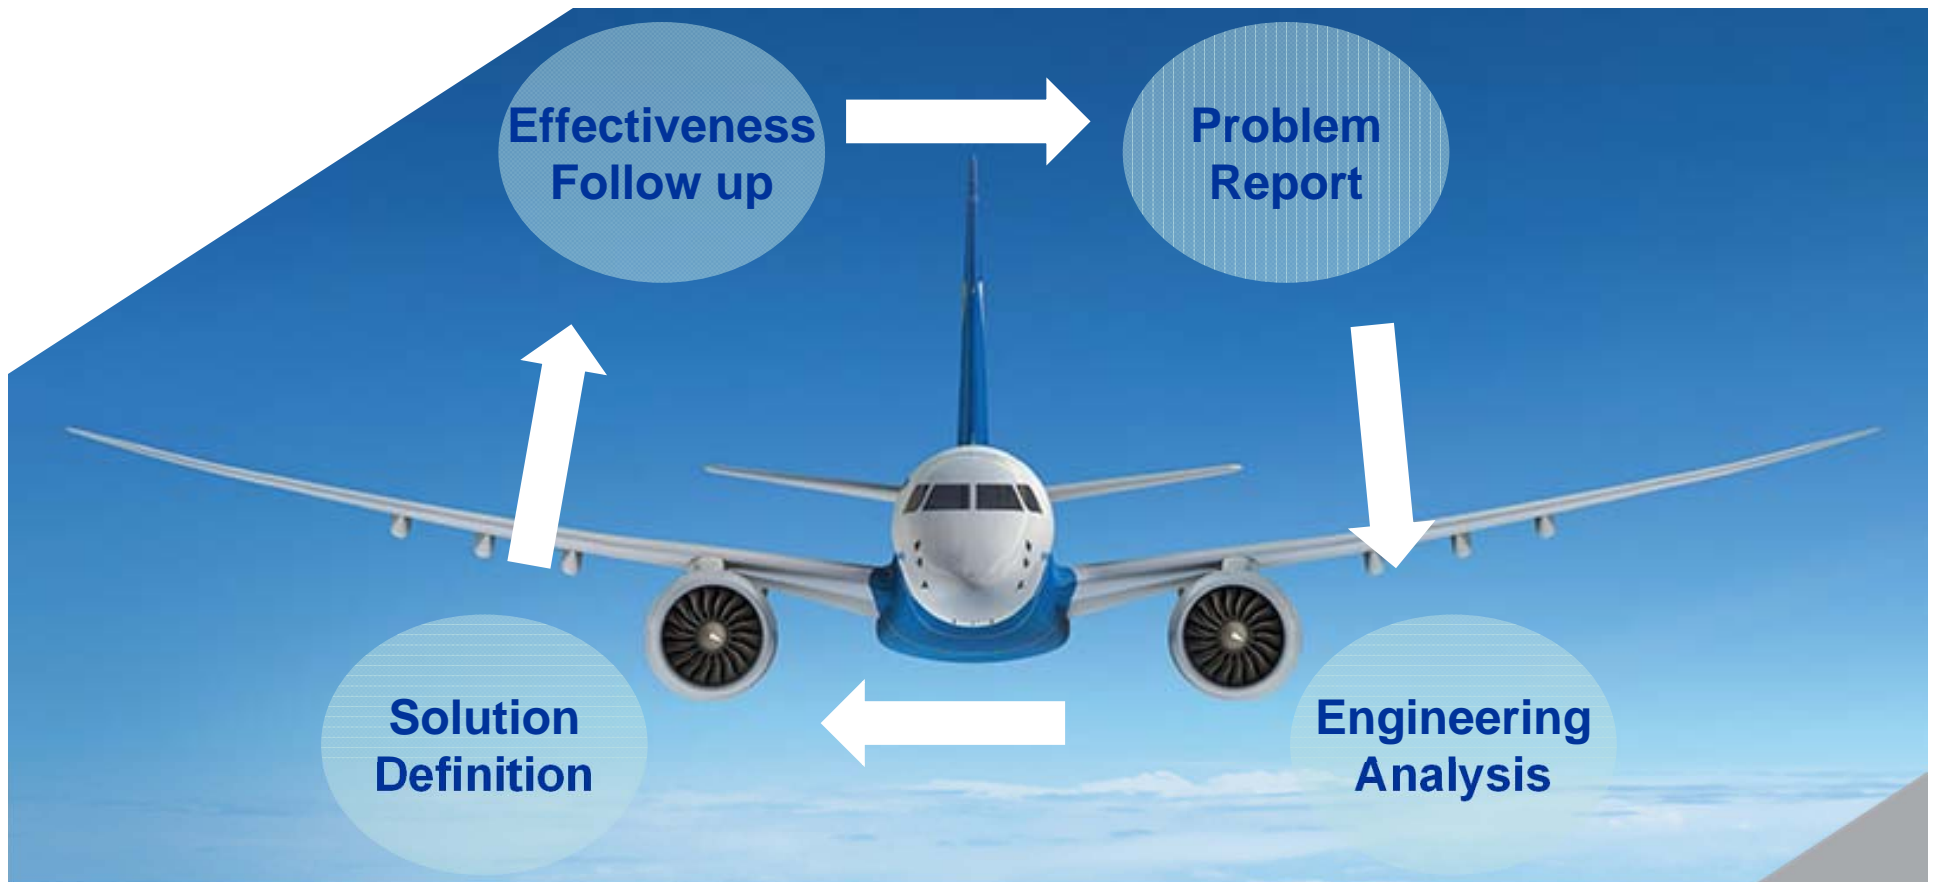 Effectiveness
Follow up
Problem
Report
Solution
Definition
Engineering
Analysis